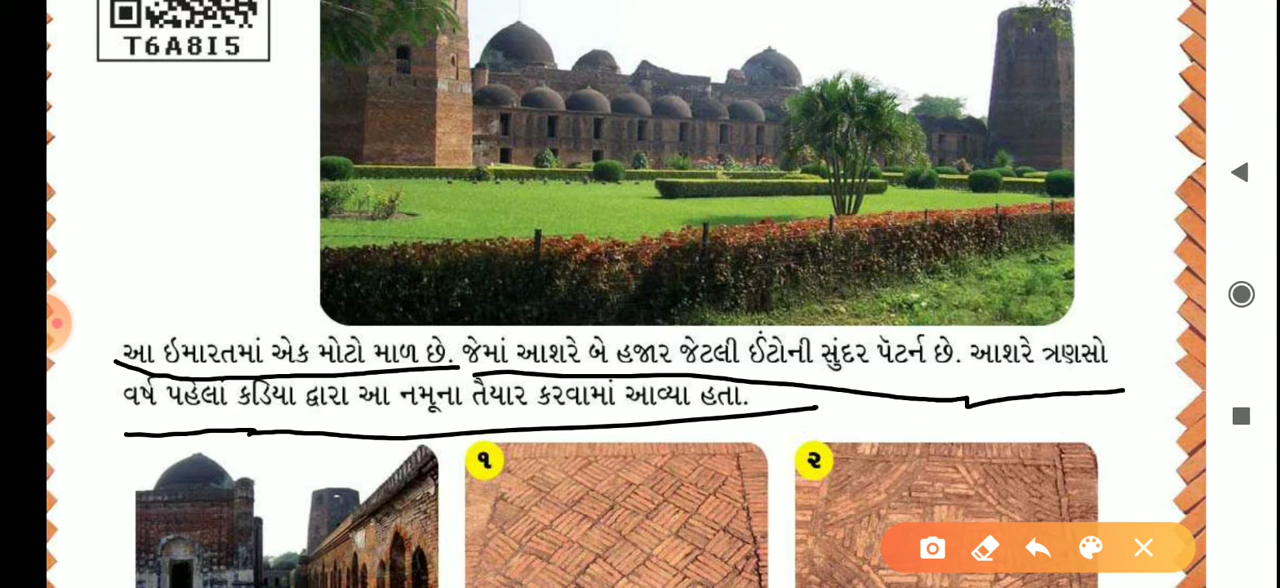 T6A8I5
આ ઇમારતમાં એક મોટો માળ છે. જેમાં આશરે બે હજાર જેટલી ઈંટોની સુંદર પૅટર્ન છે. આશરે ત્રણસો
વર્ષ પહેલાં કડિયા દ્વારા આ નમૂના તૈયાર કરવામાં આવ્યા હતા.
૧
૨